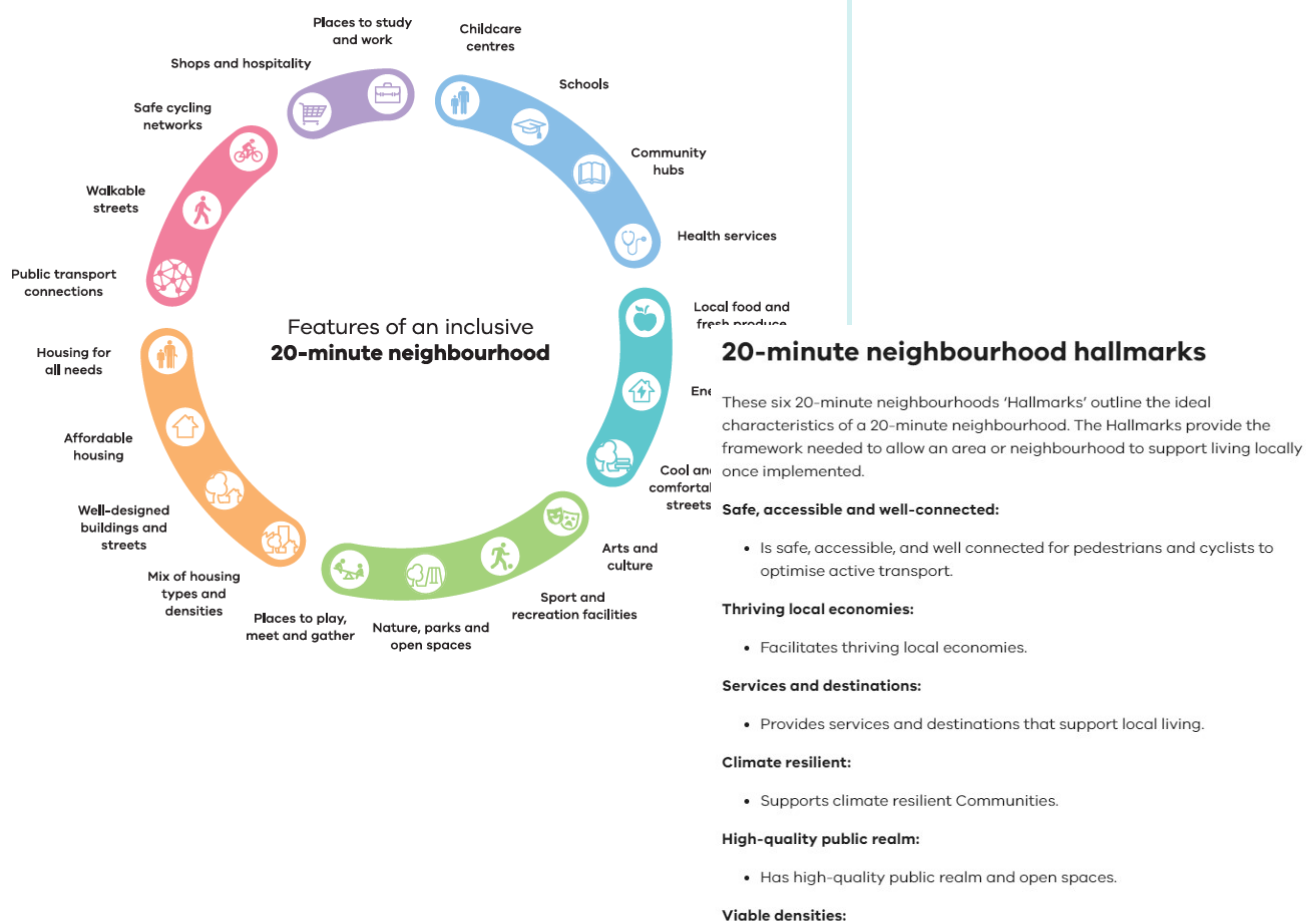 Places to study
and work
Childcare
centres
Shops and hospitality
Schools
Safe cycling
networks
Community
hubs
Walkable
streets
Health services
Public transport
connections
Local food and
fresh produce
Features of an inclusive
20-minute neighbourhood
Housing for
all needs
Ene
Affordable
housing
Cool and
comfortal
streets
Well-designed
buildings and
streets
Arts and
culture
Mix of housing
types and
densities
Sport and
recreation facilities
Places to play,
meet and gather
Nature, parks and
open spaces
20-minute neighbourhood hallmarks
These six 20-minute neighbourhoods ‘Hallmarks’ outline the ideal
characteristics of a 20-minute neighbourhood. The Hallmarks provide the
framework needed to allow an area or neighbourhood to support living locally
once implemented.
Safe, accessible and well-connected:
• Is safe, accessible, and well connected for pedestrians and cyclists to
optimise active transport.
Thriving local economies:
• Facilitates thriving local economies.
Services and destinations:
• Provides services and destinations that support local living.
Climate resilient:
• Supports climate resilient Communities.
High-quality public realm:
• Has high-quality public realm and open spaces.
Viable densities: